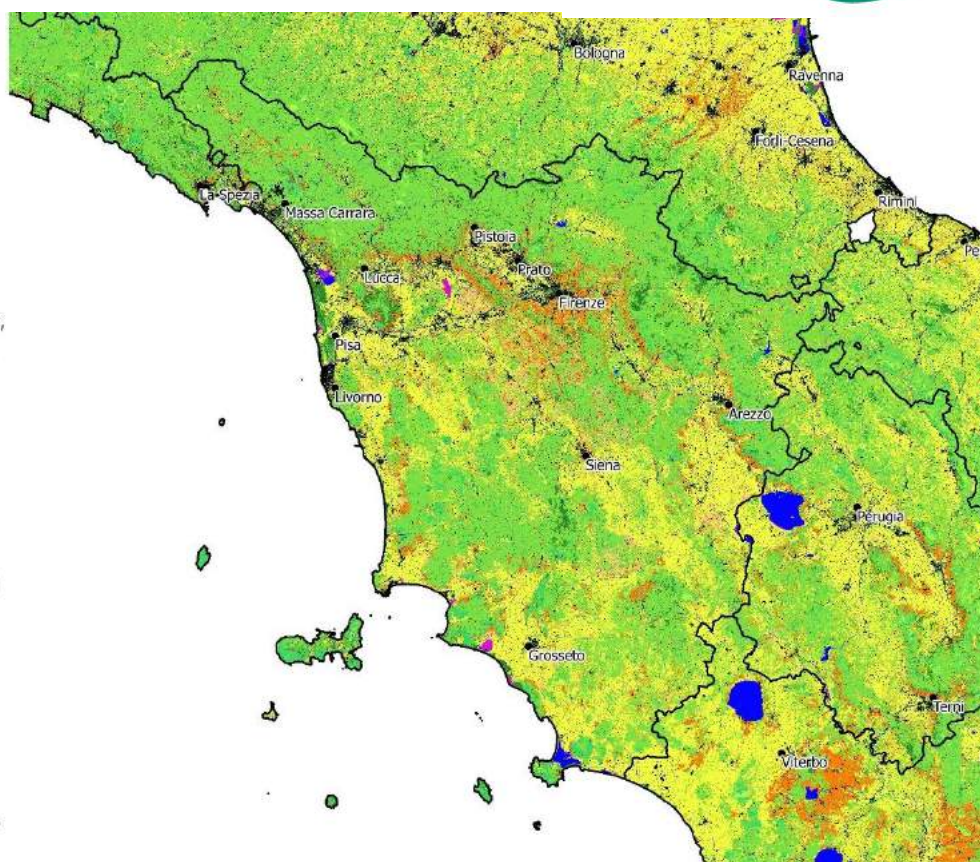 Bologna
Ravenna
Forlì-Cesena
La Spezia
Massa Carrara
Rimini
Pistoia
Pe
Lucca
Prato
Firenze
Pisa
Livorno
Arezzo
Siena
Perugia
Grosseto
Terni
Viterbo